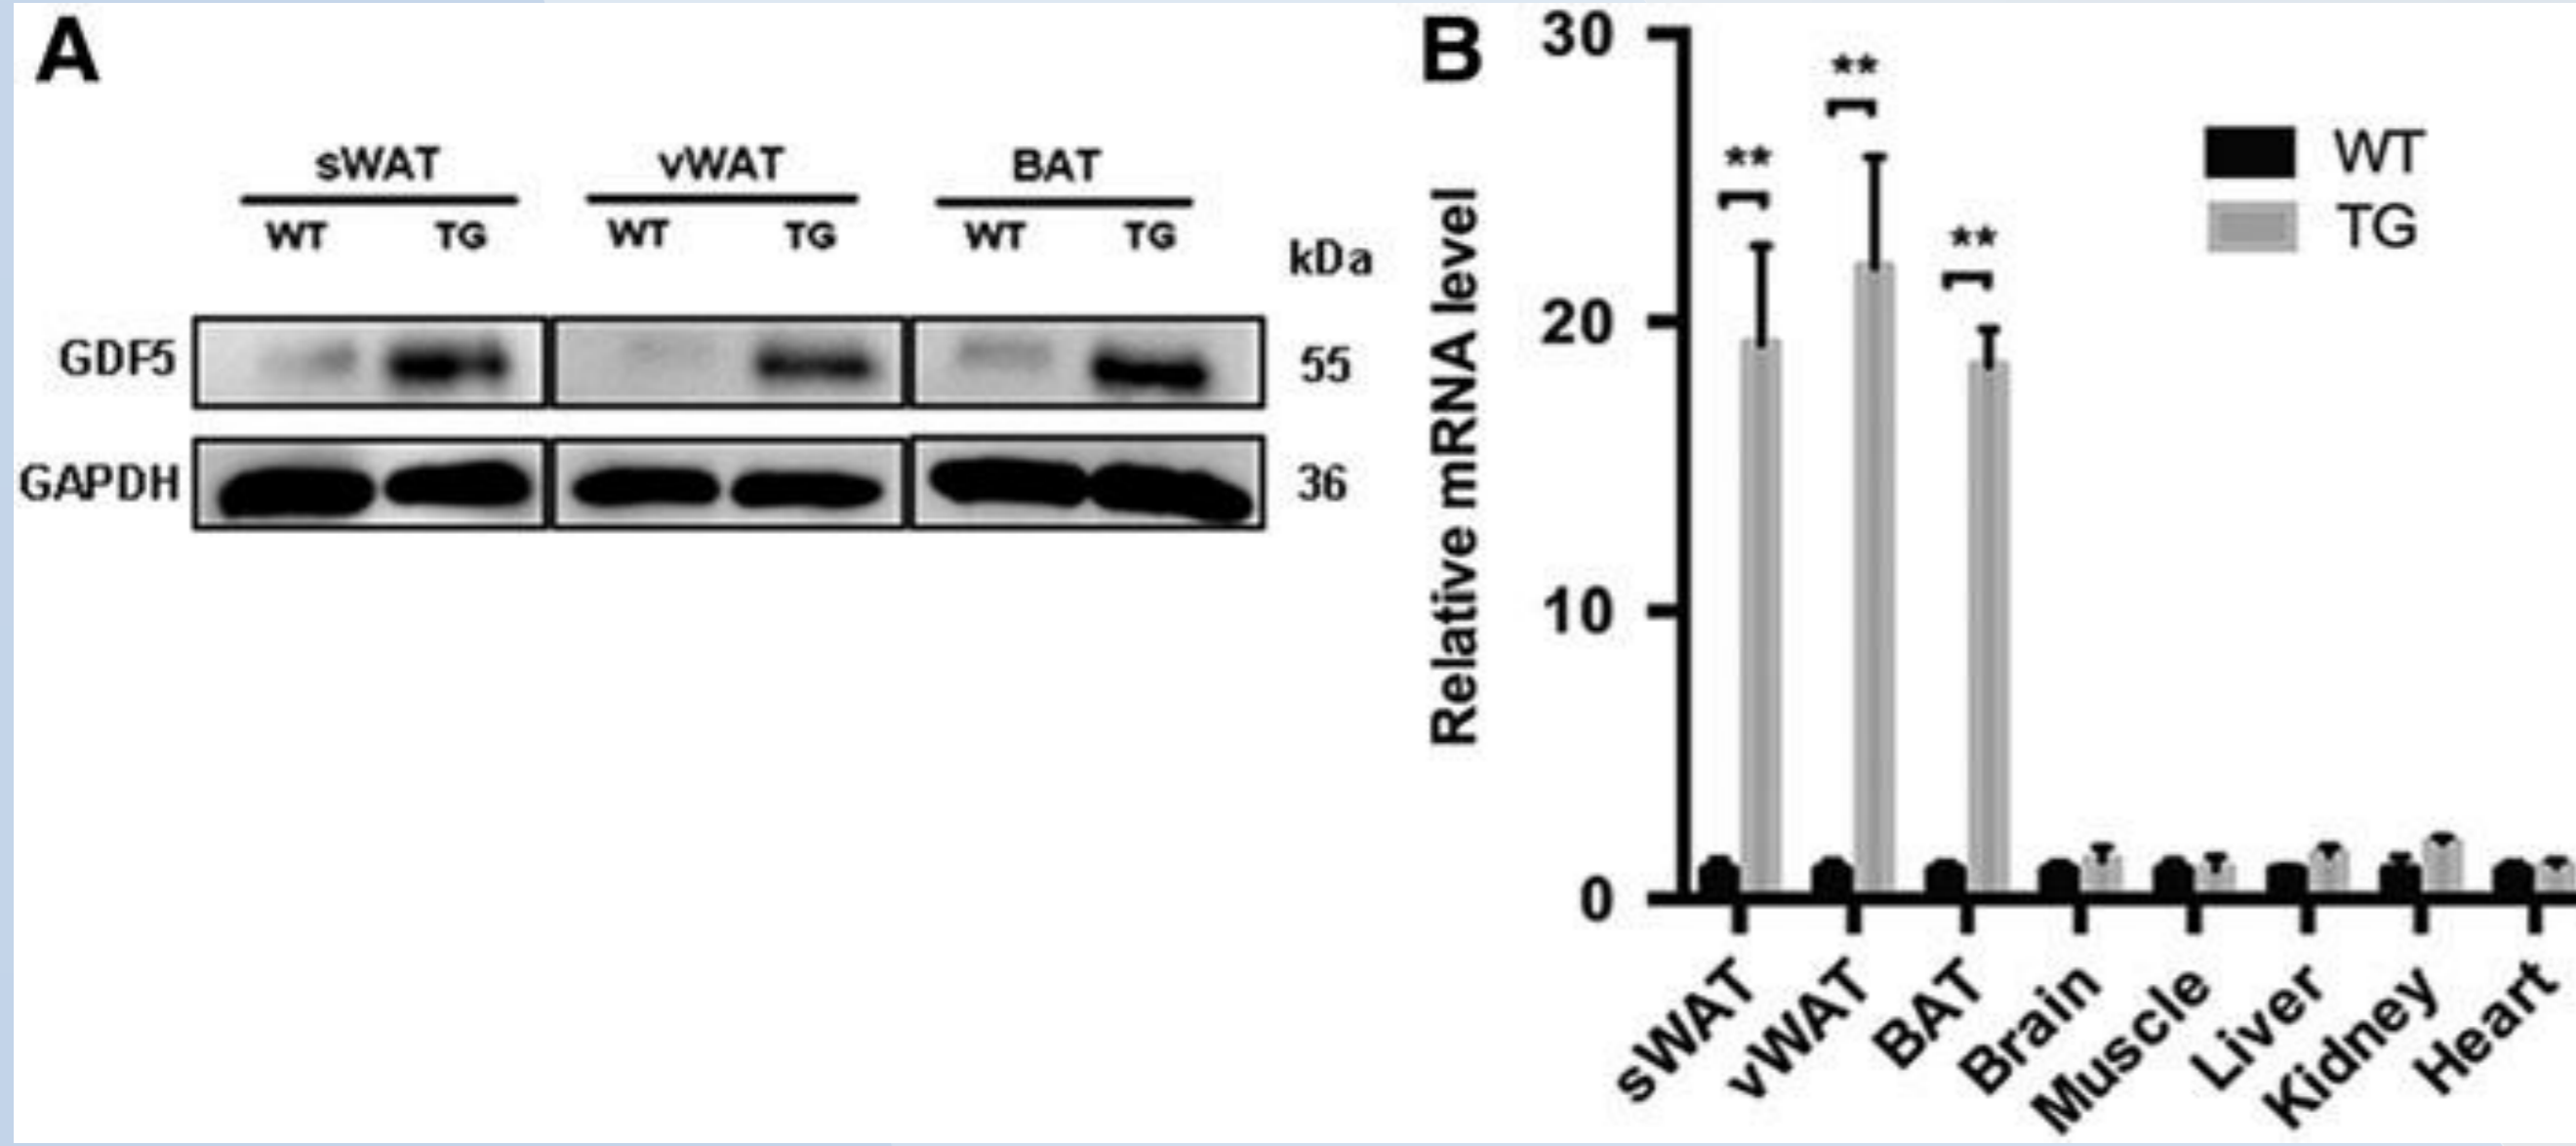 A
sWAT vWAT BAT
WT TG WT TG WT TG
kDa
GDF5 55
GAPDH 36
B
Relative mRNA level
30
20
10
0
**
**
**
WT
TG
sWAT
vWAT
BAT
Brain
Muscle
Liver
Kidney
Heart